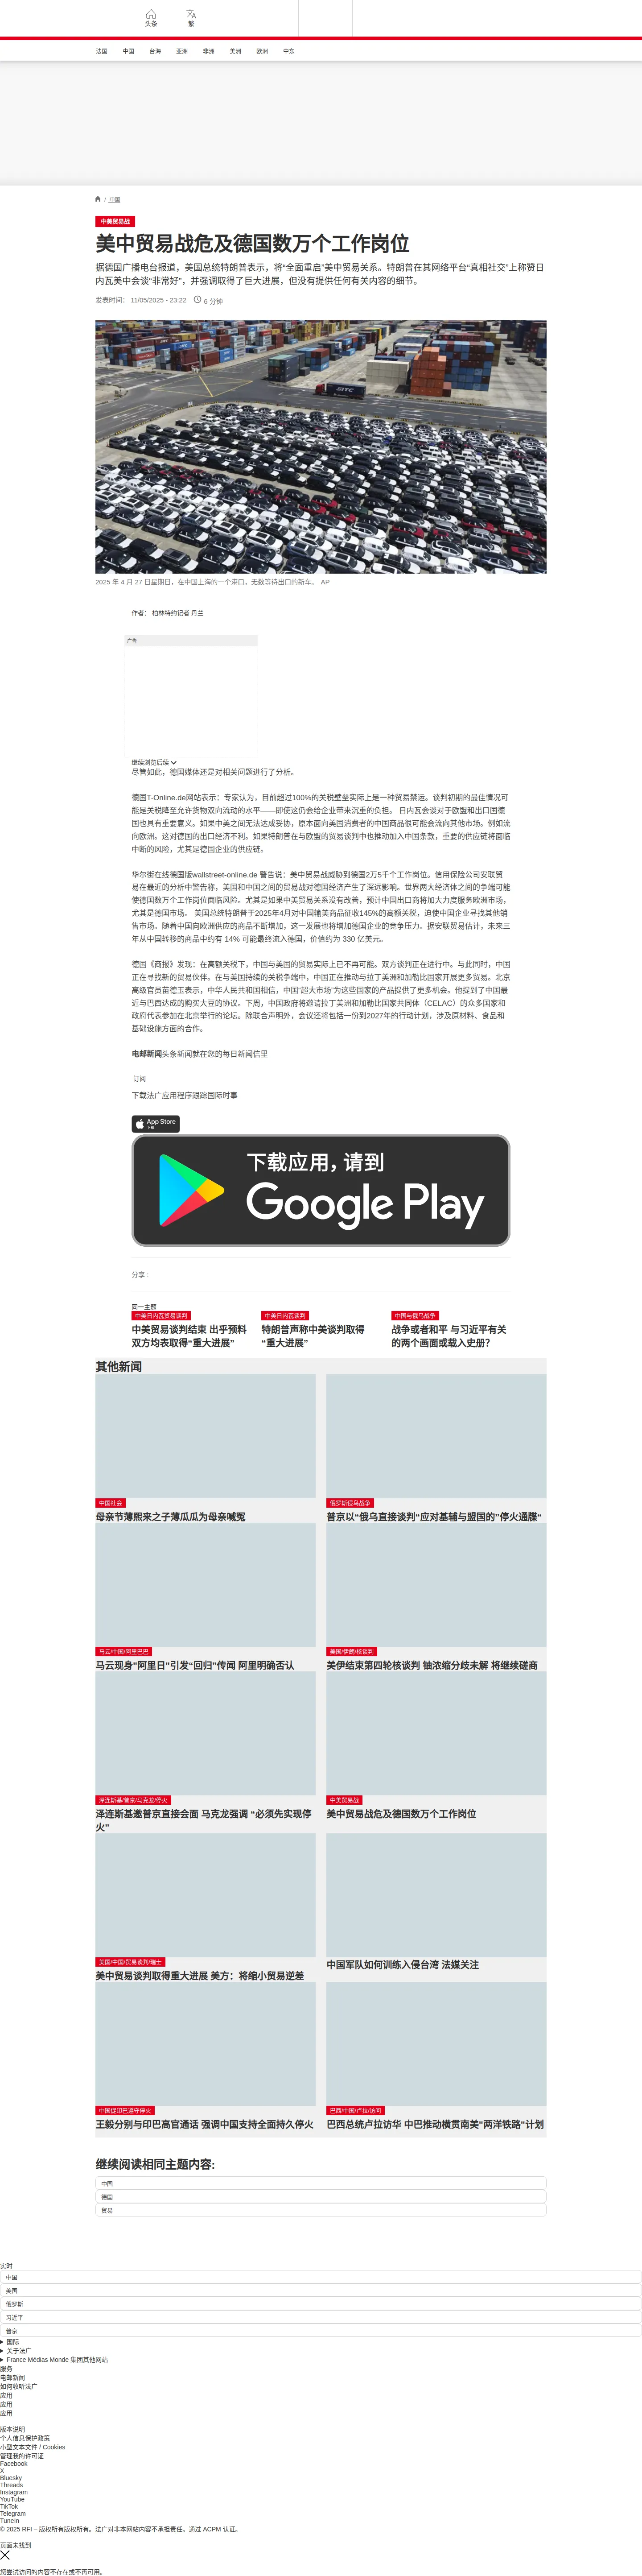 头条
繁
法国
中国
台海
亚洲
非洲
美洲
欧洲
中东
/ 中国
中美贸易战
美中贸易战危及德国数万个工作岗位
据德国广播电台报道，美国总统特朗普表示，将“全面重启”美中贸易关系。特朗普在其网络平台“真相社交”上称赞日
内瓦美中会谈“非常好”，并强调取得了巨大进展，但没有提供任何有关内容的细节。
发表时间： 11/05/2025 - 23:22
6 分钟
2025 年 4 月 27 日星期日，在中国上海的一个港口，无数等待出口的新车。 AP
作者： 柏林特约记者 丹兰
广告
继续浏览后续
尽管如此，德国媒体还是对相关问题进行了分析。
德国T-Online.de网站表示：专家认为，目前超过100%的关税壁垒实际上是一种贸易禁运。谈判初期的最佳情况可
能是关税降至允许货物双向流动的水平——即使这仍会给企业带来沉重的负担。 日内瓦会谈对于欧盟和出口国德
国也具有重要意义。如果中美之间无法达成妥协，原本面向美国消费者的中国商品很可能会流向其他市场。例如流
向欧洲。这对德国的出口经济不利。如果特朗普在与欧盟的贸易谈判中也推动加入中国条款，重要的供应链将面临
中断的风险，尤其是德国企业的供应链。
华尔街在线德国版wallstreet-online.de 警告说：美中贸易战威胁到德国2万5千个工作岗位。信用保险公司安联贸
易在最近的分析中警告称，美国和中国之间的贸易战对德国经济产生了深远影响。世界两大经济体之间的争端可能
使德国数万个工作岗位面临风险。尤其是如果中美贸易关系没有改善，预计中国出口商将加大力度服务欧洲市场，
尤其是德国市场。 美国总统特朗普于2025年4月对中国输美商品征收145%的高额关税，迫使中国企业寻找其他销
售市场。随着中国向欧洲供应的商品不断增加，这一发展也将增加德国企业的竞争压力。据安联贸易估计，未来三
年从中国转移的商品中约有 14% 可能最终流入德国，价值约为 330 亿美元。
德国《商报》发现：在高额关税下，中国与美国的贸易实际上已不再可能。双方谈判正在进行中。与此同时，中国
正在寻找新的贸易伙伴。在与美国持续的关税争端中，中国正在推动与拉丁美洲和加勒比国家开展更多贸易。北京
高级官员苗德玉表示，中华人民共和国相信，中国“超大市场”为这些国家的产品提供了更多机会。他提到了中国最
近与巴西达成的购买大豆的协议。下周，中国政府将邀请拉丁美洲和加勒比国家共同体（CELAC）的众多国家和
政府代表参加在北京举行的论坛。除联合声明外，会议还将包括一份到2027年的行动计划，涉及原材料、食品和
基础设施方面的合作。
电邮新闻头条新闻就在您的每日新闻信里
订阅
下载法广应用程序跟踪国际时事
App Store
下载
下载应用，请到
Google Play
分享 :
同一主题
中美日内瓦贸易谈判
中美贸易谈判结束 出乎预料
双方均表取得“重大进展”
中美日内瓦谈判
特朗普声称中美谈判取得
“重大进展”
中国与俄乌战争
战争或者和平 与习近平有关
的两个画面或载入史册？
其他新闻
中国社会
母亲节薄熙来之子薄瓜瓜为母亲喊冤
俄罗斯侵乌战争
普京以“俄乌直接谈判”应对基辅与盟国的”停火通牒“
马云/中国/阿里巴巴
马云现身"阿里日"引发“回归”传闻 阿里明确否认
美国/伊朗/核谈判
美伊结束第四轮核谈判 铀浓缩分歧未解 将继续磋商
泽连斯基/普京/马克龙/停火
泽连斯基邀普京直接会面 马克龙强调 “必须先实现停
火”
中美贸易战
美中贸易战危及德国数万个工作岗位
美国/中国/贸易谈判/瑞士
美中贸易谈判取得重大进展 美方：将缩小贸易逆差
中国军队如何训练入侵台湾 法媒关注
中国促印巴遵守停火
王毅分别与印巴高官通话 强调中国支持全面持久停火
巴西/中国/卢拉/访问
巴西总统卢拉访华 中巴推动横贯南美"两洋铁路"计划
继续阅读相同主题内容:
中国
德国
贸易
实时
中国
美国
俄罗斯
习近平
普京
国际
关于法广
France Médias Monde 集团其他网站
服务
电邮新闻
如何收听法广
应用
应用
应用
版本说明
个人信息保护政策
小型文本文件 / Cookies
管理我的许可证
Facebook
X
Bluesky
Threads
Instagram
YouTube
TikTok
Telegram
TuneIn
© 2025 RFI – 版权所有版权所有。法广对非本网站内容不承担责任。通过 ACPM 认证。
页面未找到
您尝试访问的内容不存在或不再可用。